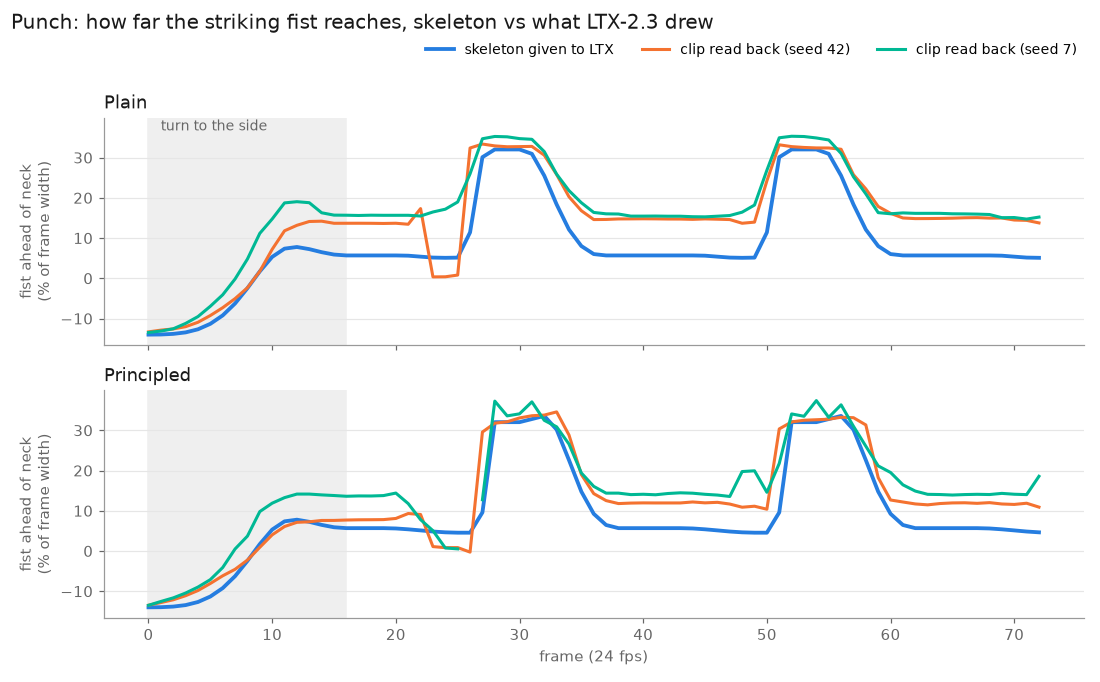 Punch: how far the striking fist reaches, skeleton vs what LTX-2.3 drew
skeleton given to LTX
clip read back (seed 42)
clip read back (seed 7)
Plain
turn to the side
30
20
10
0
−10
fist ahead of neck
(% of frame width)
Principled
30
20
10
0
−10
fist ahead of neck
(% of frame width)
0 10 20 30 40 50 60 70
frame (24 fps)